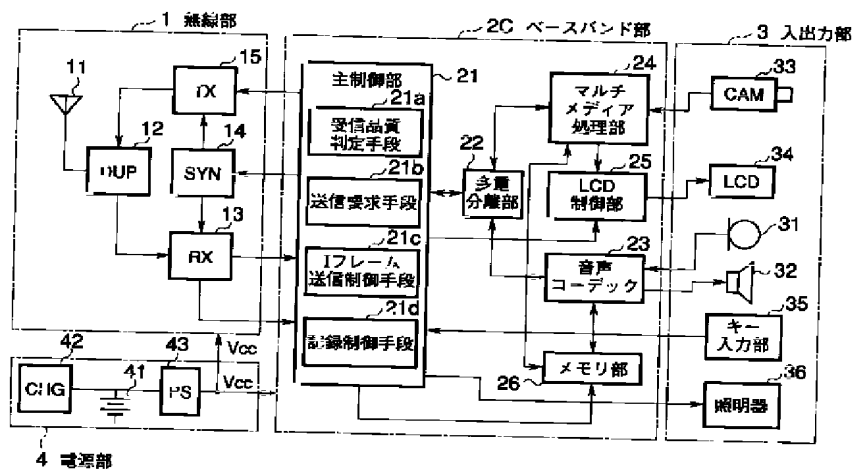 1 無線部
2C ベースバンド部
3 入出力部
11
15
TX
12
DUP
14
SYN
13
RX
主制御部
21
21a
受信品質
判定手段
21b
送信要求手段
21c
Iフレーム
送信制御手段
21d
記録制御手段
24
マルチ
メディア
処理部
22
多重
分離部
25
LCD
制御部
23
音声
コーデック
26
メモリ部
33
CAM
34
LCD
31
32
35
キー
入力部
36
照明器
42
CHG
41
43
PS
Vcc
Vcc
4 電源部